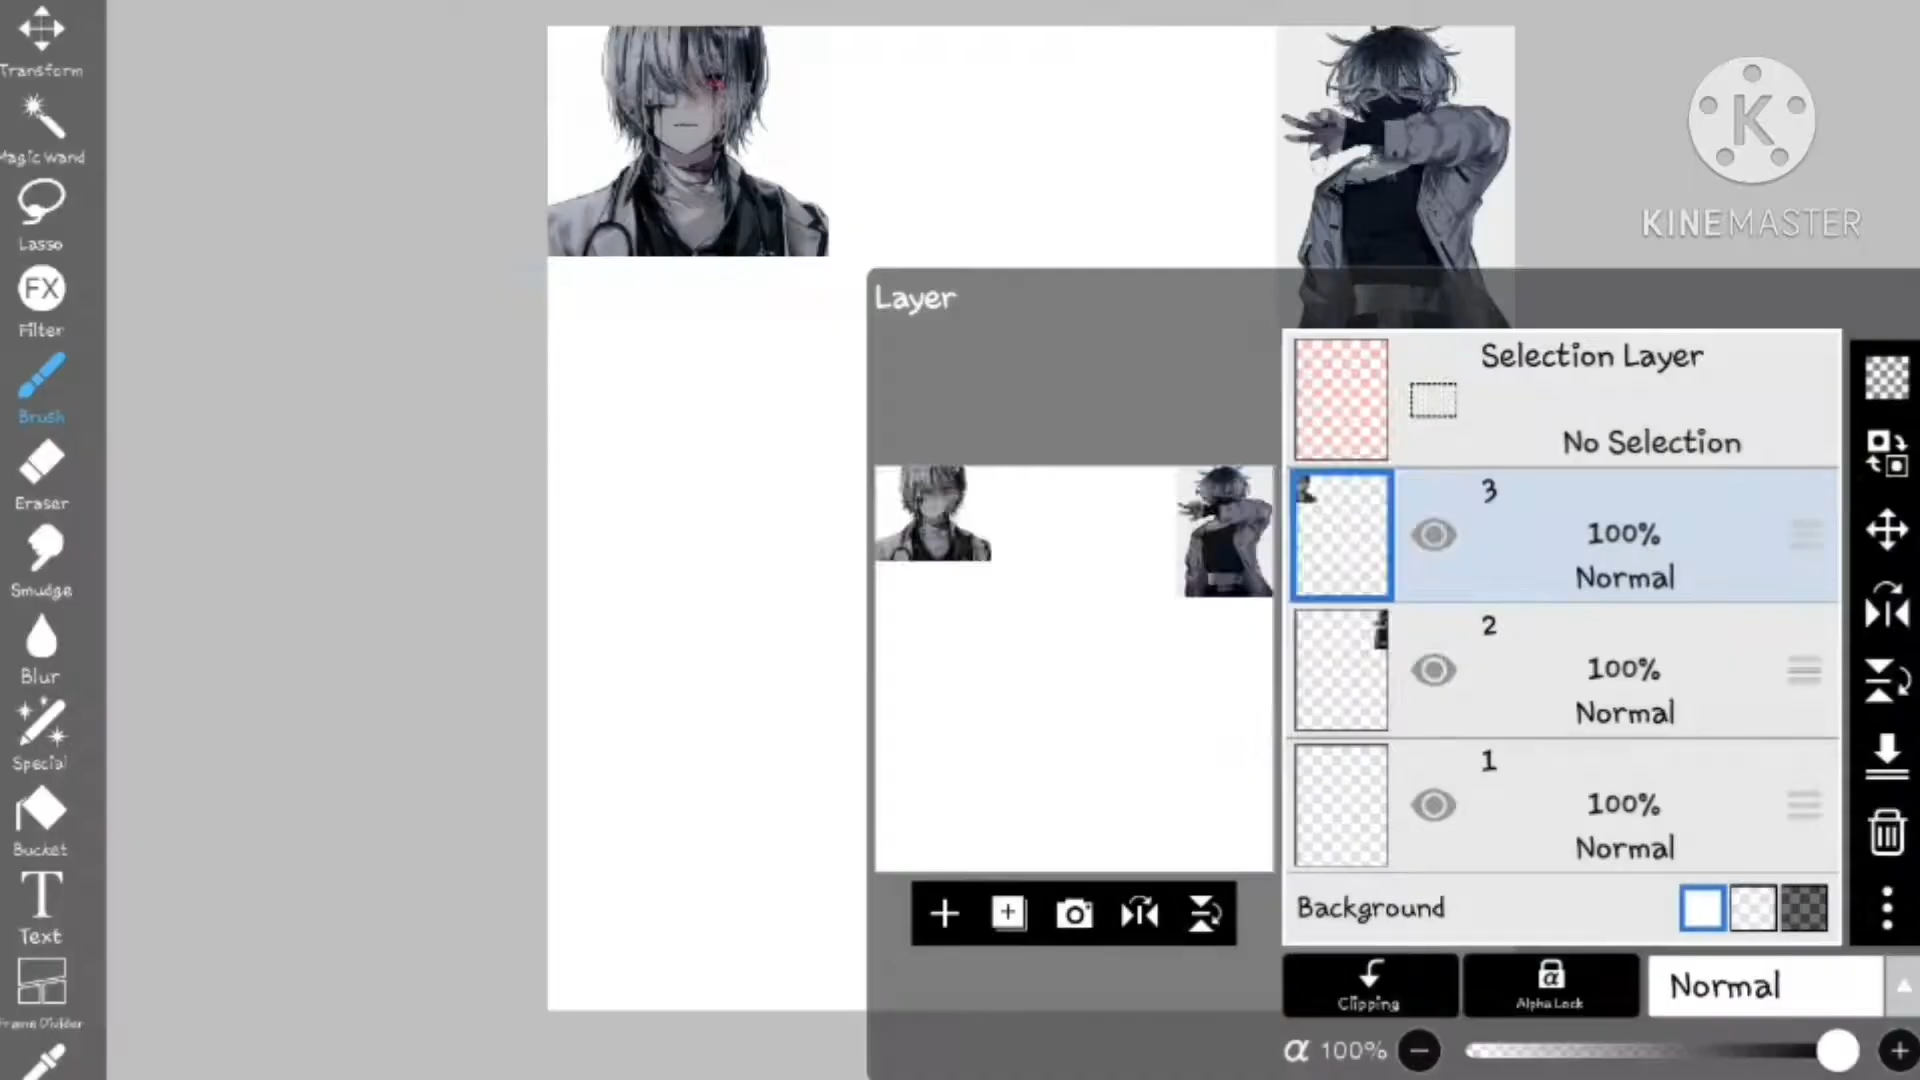 Transform
Magic Wand
Lasso
FX
Filter
Brush
Eraser
Smudge
Blur
Special
Bucket
T
Text
Frame Divider
K
KINEMASTER
Layer
Selection Layer
No Selection
3
100%
Normal
2
100%
Normal
1
100%
Normal
Background
Clipping
α
Alpha Lock
Normal
α 100%